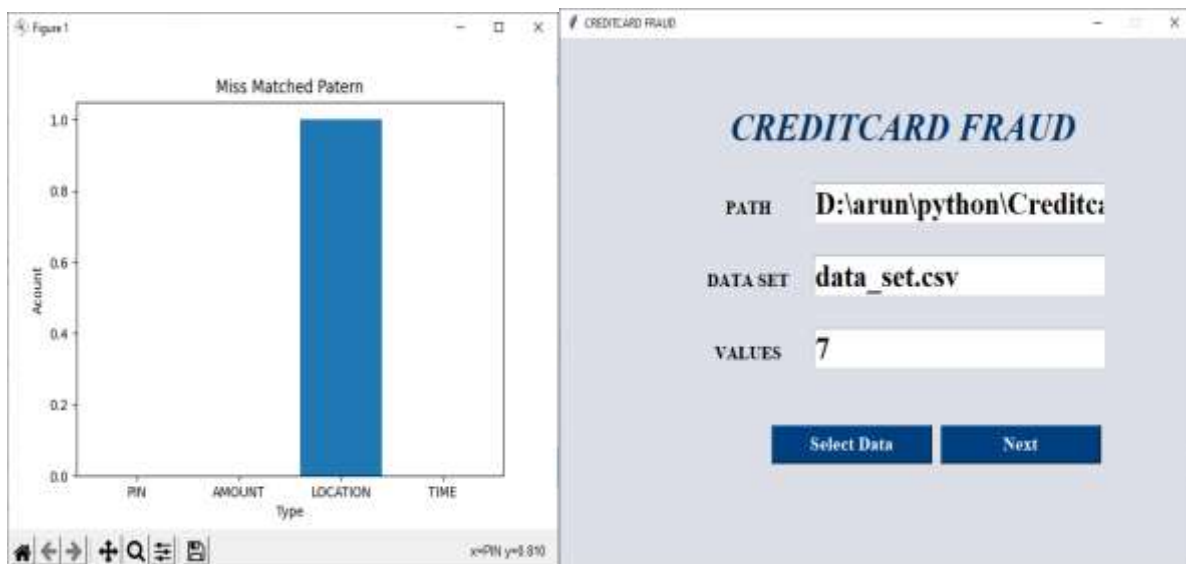 Figure 1
Miss Matched Patern
1.0
0.8
0.6
0.4
0.2
0.0
Acount
PIN AMOUNT LOCATION TIME
Type
x=PIN y=0.810
CREDITCARD FRAUD
CREDITCARD FRAUD
PATH D:\arun\python\Creditca
DATA SET data_set.csv
VALUES 7
Select Data Next